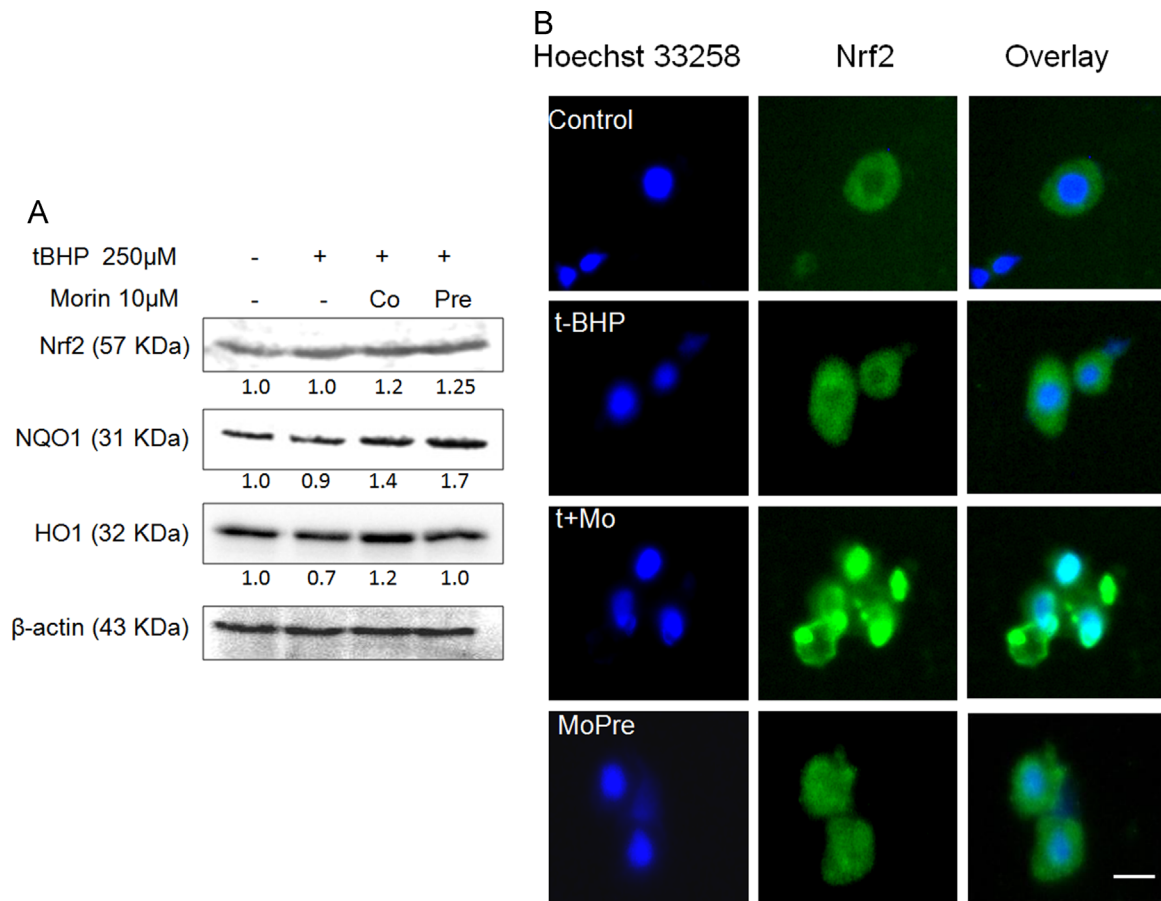 A
tBHP 250µM - + + +
Morin 10µM - - Co Pre
Nrf2 (57 KDa)
1.0 1.0 1.2 1.25
NQO1 (31 KDa)
1.0 0.9 1.4 1.7
HO1 (32 KDa)
1.0 0.7 1.2 1.0
β-actin (43 KDa)
B
Hoechst 33258 Nrf2 Overlay
Control
t-BHP
t+Mo
MoPre